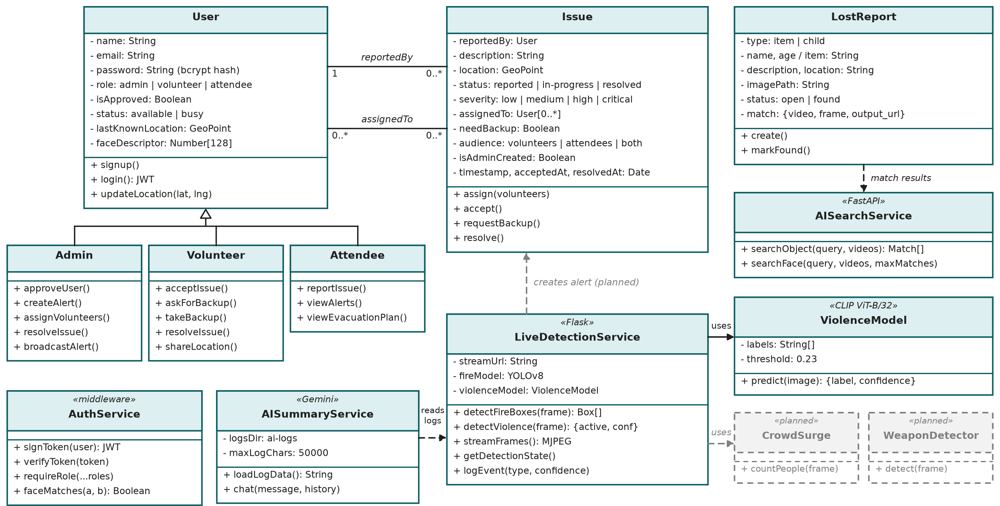 User
- name: String
- email: String
- password: String (bcrypt hash)
- role: admin | volunteer | attendee
- isApproved: Boolean
- status: available | busy
- lastKnownLocation: GeoPoint
- faceDescriptor: Number[128]
+ signup()
+ login(): JWT
+ updateLocation(lat, lng)
reportedBy
1
0..*
assignedTo
0..*
0..*
Issue
- reportedBy: User
- description: String
- location: GeoPoint
- status: reported | in-progress | resolved
- severity: low | medium | high | critical
- assignedTo: User[0..*]
- needBackup: Boolean
- audience: volunteers | attendees | both
- isAdminCreated: Boolean
- timestamp, acceptedAt, resolvedAt: Date
+ assign(volunteers)
+ accept()
+ requestBackup()
+ resolve()
LostReport
- type: item | child
- name, age / item: String
- description, location: String
- imagePath: String
- status: open | found
- match: {video, frame, output_url}
+ create()
+ markFound()
match results
«FastAPI»
AISearchService
+ searchObject(query, videos): Match[]
+ searchFace(query, videos, maxMatches)
Admin
+ approveUser()
+ createAlert()
+ assignVolunteers()
+ resolveIssue()
+ broadcastAlert()
Volunteer
+ acceptIssue()
+ askForBackup()
+ takeBackup()
+ resolveIssue()
+ shareLocation()
Attendee
+ reportIssue()
+ viewAlerts()
+ viewEvacuationPlan()
creates alert (planned)
«Flask»
LiveDetectionService
- streamUrl: String
- fireModel: YOLOv8
- violenceModel: ViolenceModel
+ detectFireBoxes(frame): Box[]
+ detectViolence(frame): {active, conf}
+ streamFrames(): MJPEG
+ getDetectionState()
+ logEvent(type, confidence)
uses
«CLIP ViT-B/32»
ViolenceModel
- labels: String[]
- threshold: 0.23
+ predict(image): {label, confidence}
«middleware»
AuthService
+ signToken(user): JWT
+ verifyToken(token)
+ requireRole(...roles)
+ faceMatches(a, b): Boolean
«Gemini»
AISummaryService
- logsDir: ai-logs
- maxLogChars: 50000
+ loadLogData(): String
+ chat(message, history)
reads
logs
uses
«planned»
CrowdSurge
+ countPeople(frame)
«planned»
WeaponDetector
+ detect(frame)